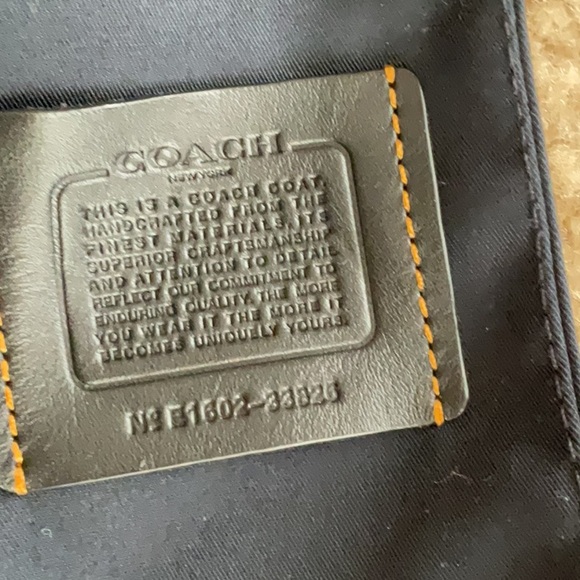 COACH
NEW YORK
THIS IS A COACH COAT.
HANDCRAFTED FROM THE
FINEST MATERIALS, ITS
SUPERIOR CRAFTSMANSHIP
AND ATTENTION TO DETAIL
REFLECT OUR COMMITMENT TO
ENDURING QUALITY. THE MORE
YOU WEAR IT THE MORE IT
BECOMES UNIQUELY YOURS.
Nº E1602-33826